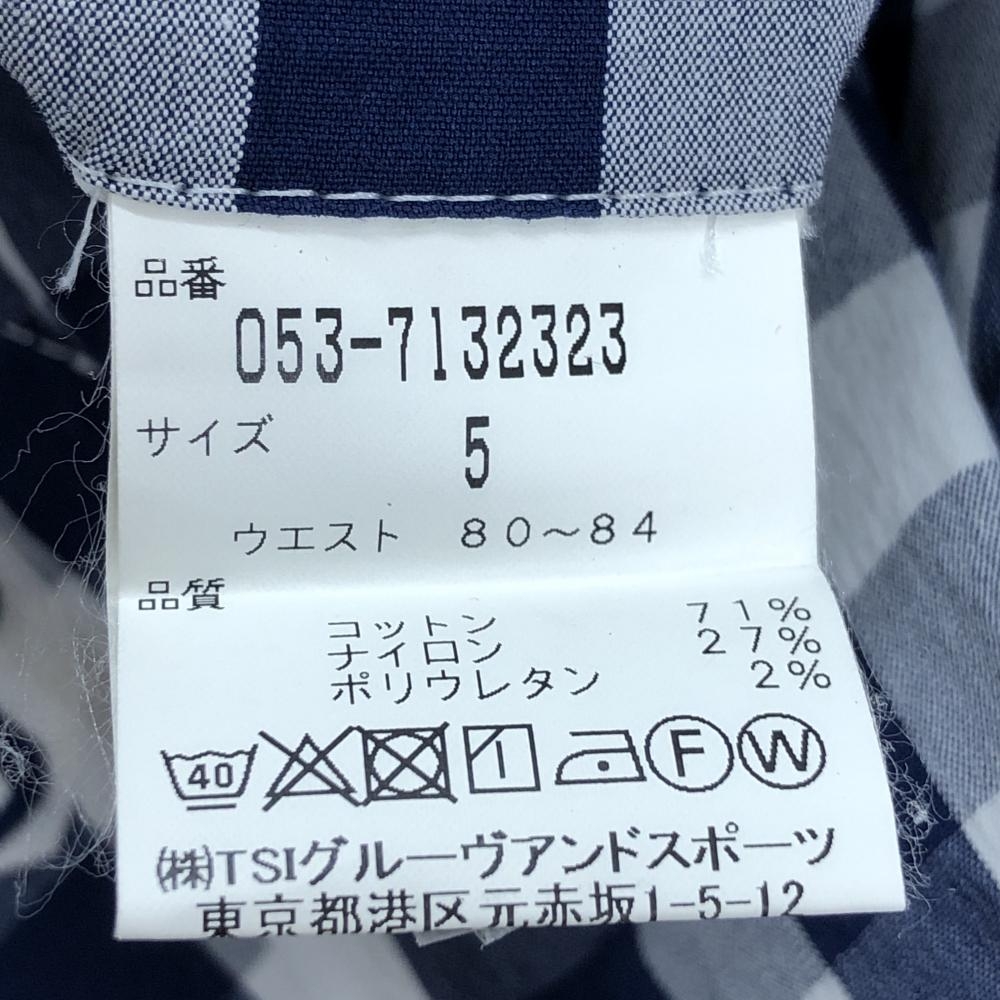 品番
053-7132323
サイズ
5
ウエスト 80~84
品質
コットン 71%
ナイロン 27%
ポリウレタン 2%
40 F W
㈱TSIグルーヴアンドスポーツ
東京都港区元赤坂1-5-12